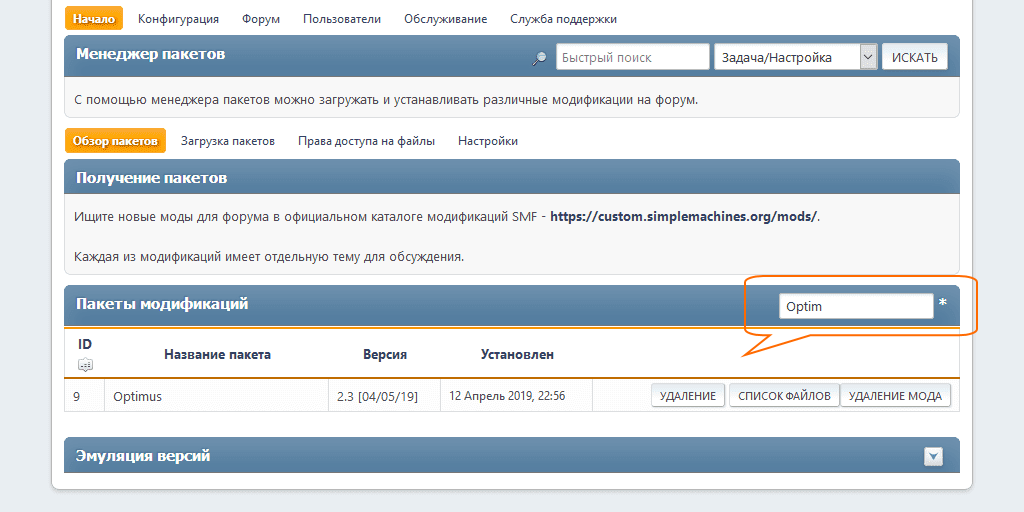 Начало Конфигурация Форум Пользователи Обслуживание Служба поддержки
Менеджер пакетов Быстрый поиск Задача/Настройка ИСКАТЬ
С помощью менеджера пакетов можно загружать и устанавливать различные модификации на форум.
Обзор пакетов Загрузка пакетов Права доступа на файлы Настройки
Получение пакетов
Ищите новые моды для форума в официальном каталоге модификаций SMF - https://custom.simplemachines.org/mods/.
Каждая из модификаций имеет отдельную тему для обсуждения.
Пакеты модификаций Optim *
ID Название пакета Версия Установлен
9 Optimus 2.3 [04/05/19] 12 Апрель 2019, 22:56 УДАЛЕНИЕ СПИСОК ФАЙЛОВ УДАЛЕНИЕ МОДА
Эмуляция версий